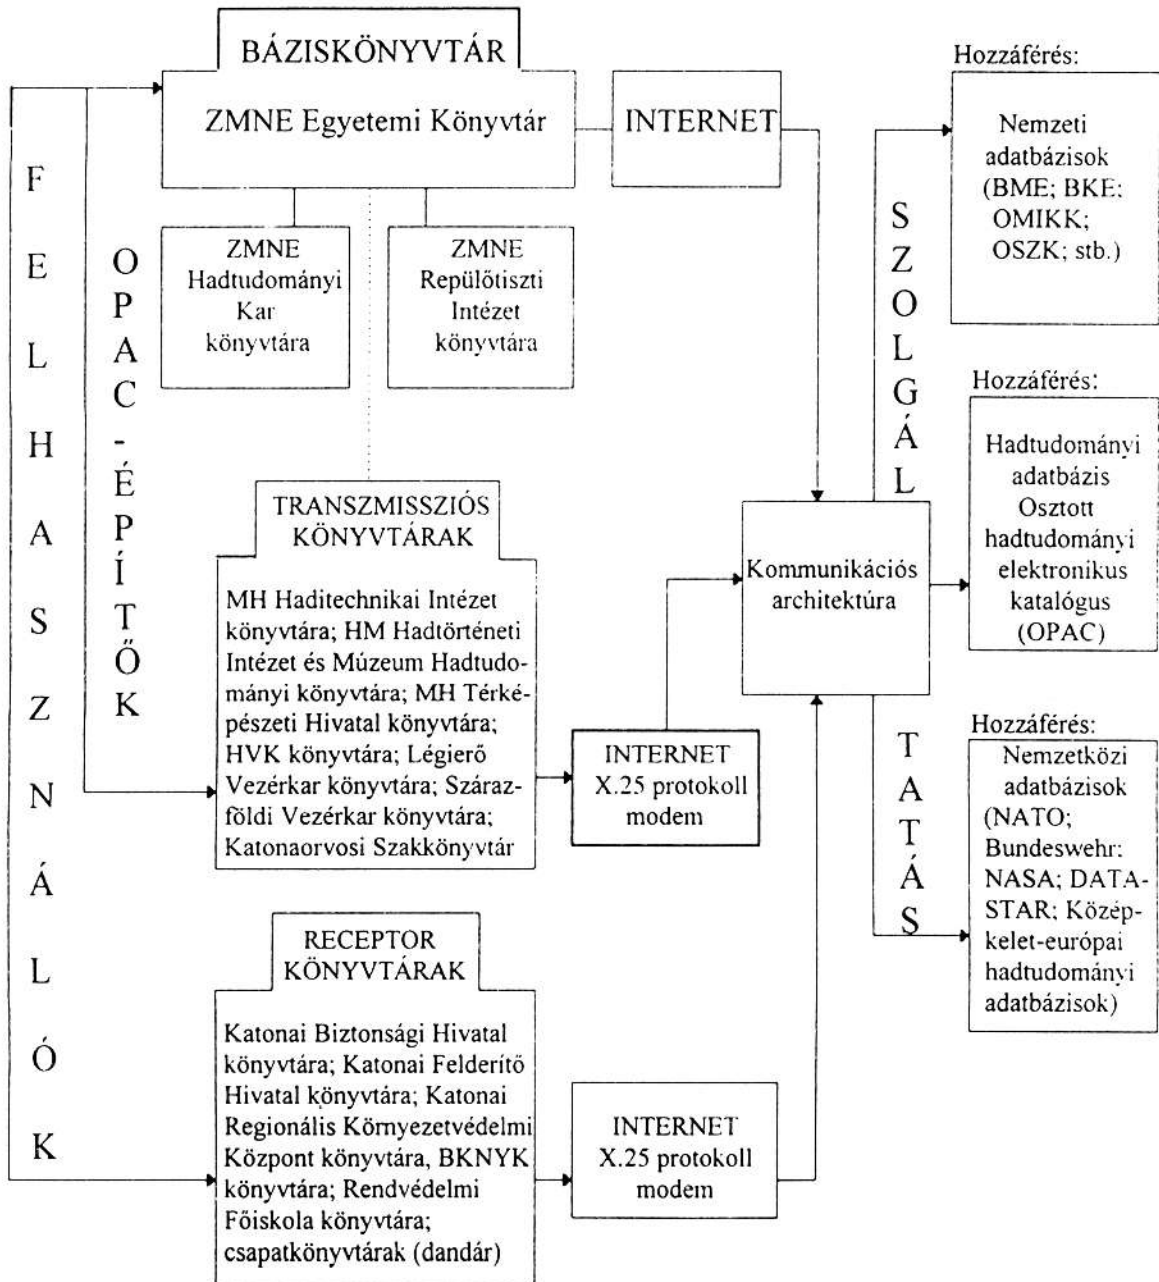 BÁZISKÖNYVTÁR
ZMNE Egyetemi Könyvtár
INTERNET
ZMNE
Hadtudományi
Kar
könyvtára
ZMNE
Repülőtiszti
Intézet
könyvtára
FELHASZNÁLÓK
OPAC-ÉPÍTŐK
TRANSZMISSZIÓS
KÖNYVTÁRAK
MH Haditechnikai Intézet
könyvtára; HM Hadtörténeti
Intézet és Múzeum Hadtudo-
mányi könyvtára; MH Térké-
pészeti Hivatal könyvtára;
HVK könyvtára; Légierő
Vezérkar könyvtára; Száraz-
földi Vezérkar könyvtára;
Katonaorvosi Szakkönyvtár
INTERNET
X.25 protokoll
modem
RECEPTOR
KÖNYVTÁRAK
Katonai Biztonsági Hivatal
könyvtára; Katonai Felderítő
Hivatal könyvtára; Katonai
Regionális Környezetvédelmi
Központ könyvtára, BKNYK
könyvtára; Rendvédelmi
Főiskola könyvtára;
csapatkönyvtárak (dandár)
INTERNET
X.25 protokoll
modem
Kommunikációs
architektúra
SZOLGÁL
TATÁS
Hozzáférés:
Nemzeti
adatbázisok
(BME; BKE;
OMIKK;
OSZK; stb.)
Hozzáférés:
Hadtudományi
adatbázis
Osztott
hadtudományi
elektronikus
katalógus
(OPAC)
Hozzáférés:
Nemzetközi
adatbázisok
(NATO;
Bundeswehr:
NASA; DATA-
STAR; Közép-
kelet-európai
hadtudományi
adatbázisok)